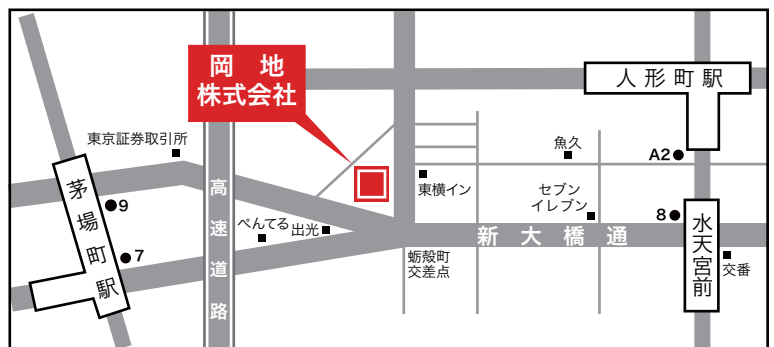 岡地
株式会社
人形町駅
東京証券取引所
魚久
A2
茅場町駅
9
7
高速道路
東横イン
セブン
イレブン
8
ぺんてる
出光
新大橋通
水天宮前
蛎殻町
交差点
交番